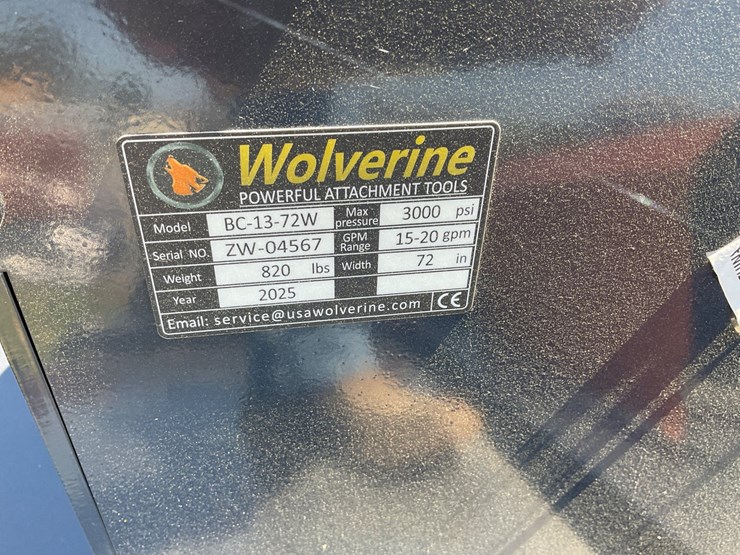 Wolverine
POWERFUL ATTACHMENT TOOLS
Model BC-13-72W Max pressure 3000 psi
Serial NO. ZW-04567 GPM Range 15-20 gpm
Weight 820 lbs Width 72 in
Year 2025
Email: service@usawolverine.com CE